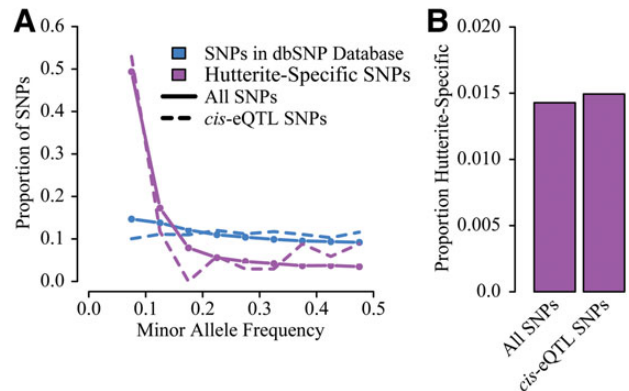 A
Proportion of SNPs
0.6
0.5
0.4
0.3
0.2
0.1
0.0
SNPs in dbSNP Database
Hutterite-Specific SNPs
All SNPs
cis-eQTL SNPs
0.0 0.1 0.2 0.3 0.4 0.5
Minor Allele Frequency
B
Proportion Hutterite-Specific
0.020
0.015
0.010
0.005
0.0
All SNPs
cis-eQTL SNPs